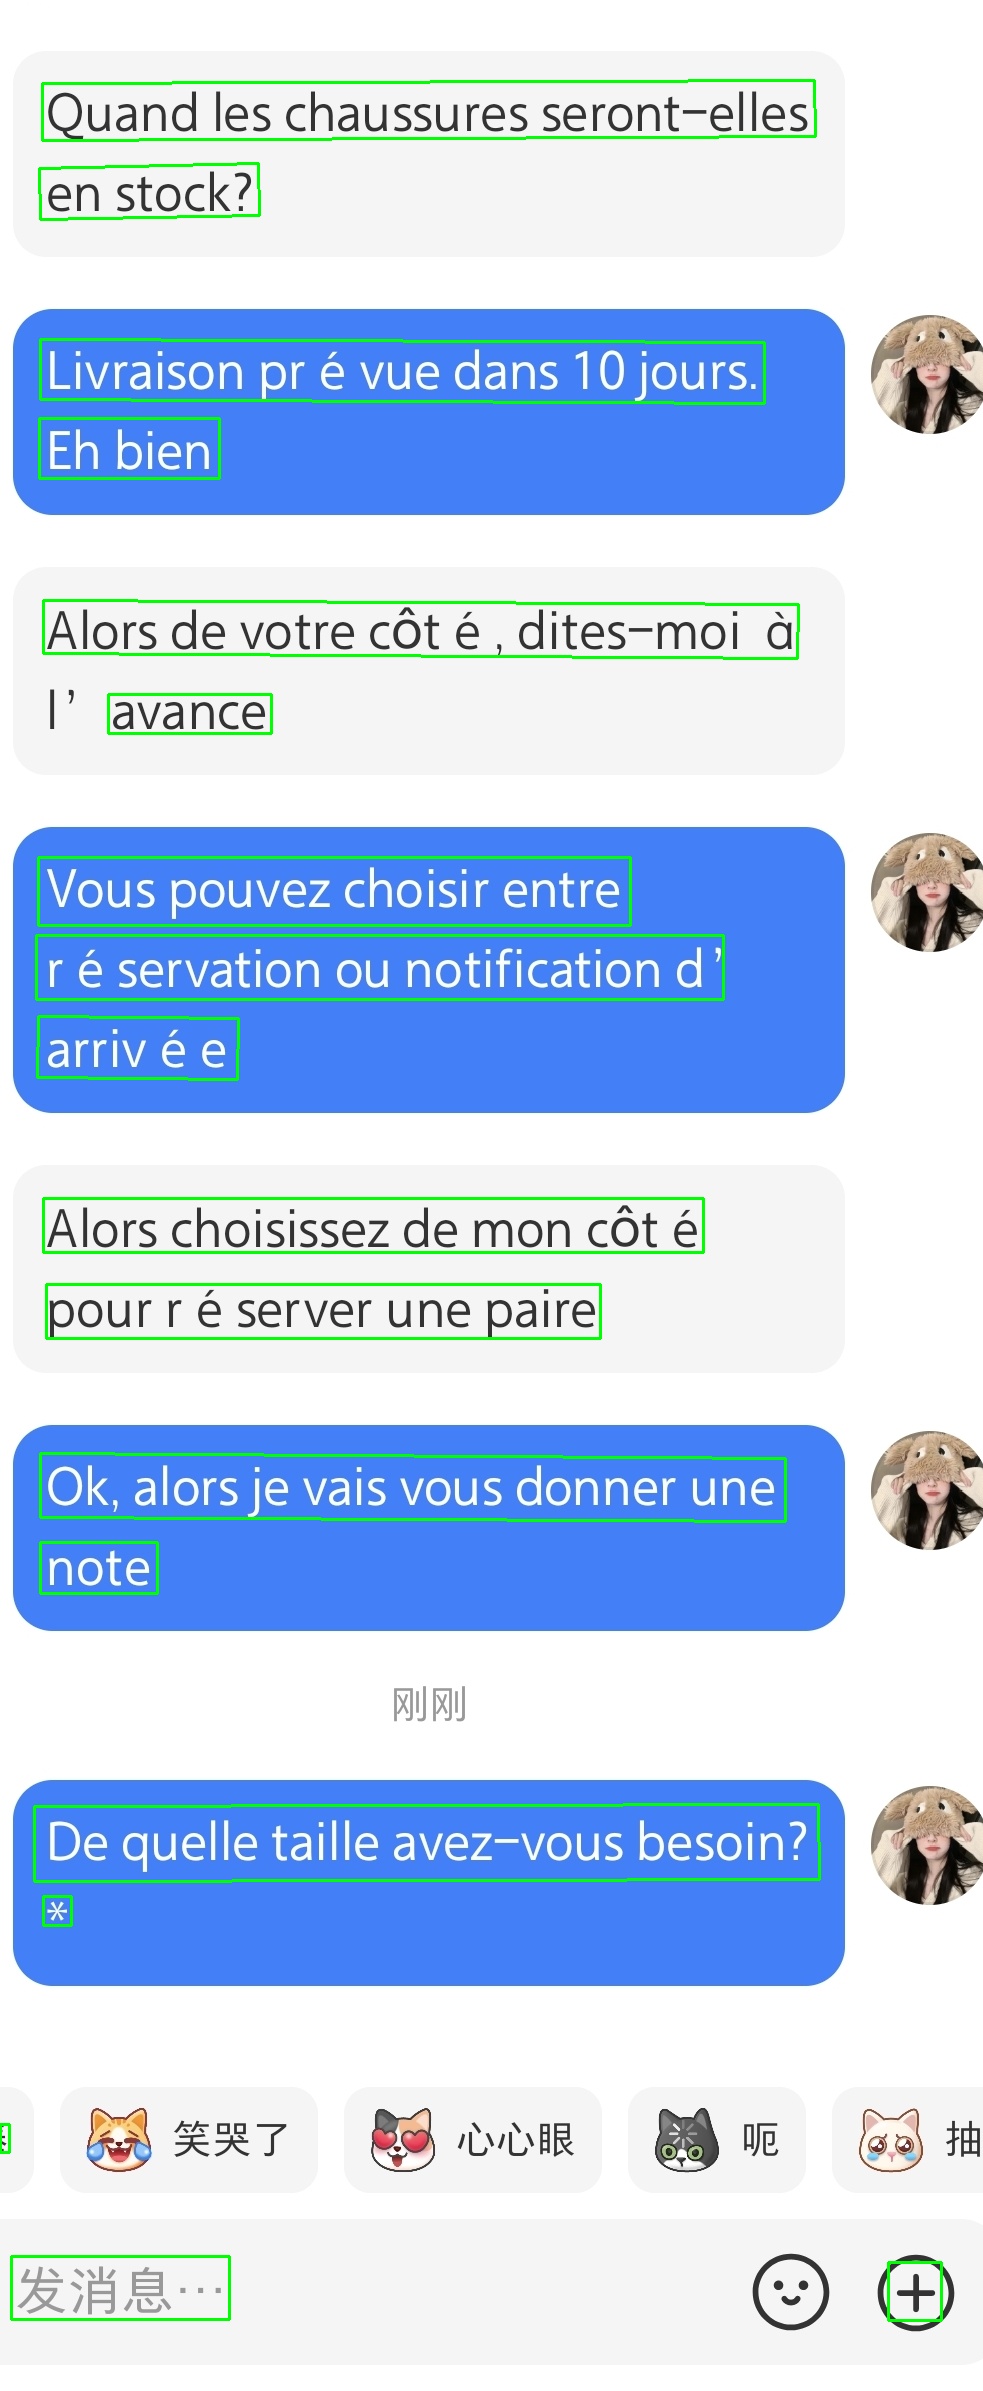 Quand les chaussures seront-elles
en stock?
Livraison pr é vue dans 10 jours.
Eh bien
Alors de votre côt é , dites-moi à
l’ avance
Vous pouvez choisir entre
r é servation ou notification d’
arriv é e
Alors choisissez de mon côt é
pour r é server une paire
Ok, alors je vais vous donner une
note
刚刚
De quelle taille avez-vous besoin?
*
笑哭了 心心眼 呃 抽
发消息…